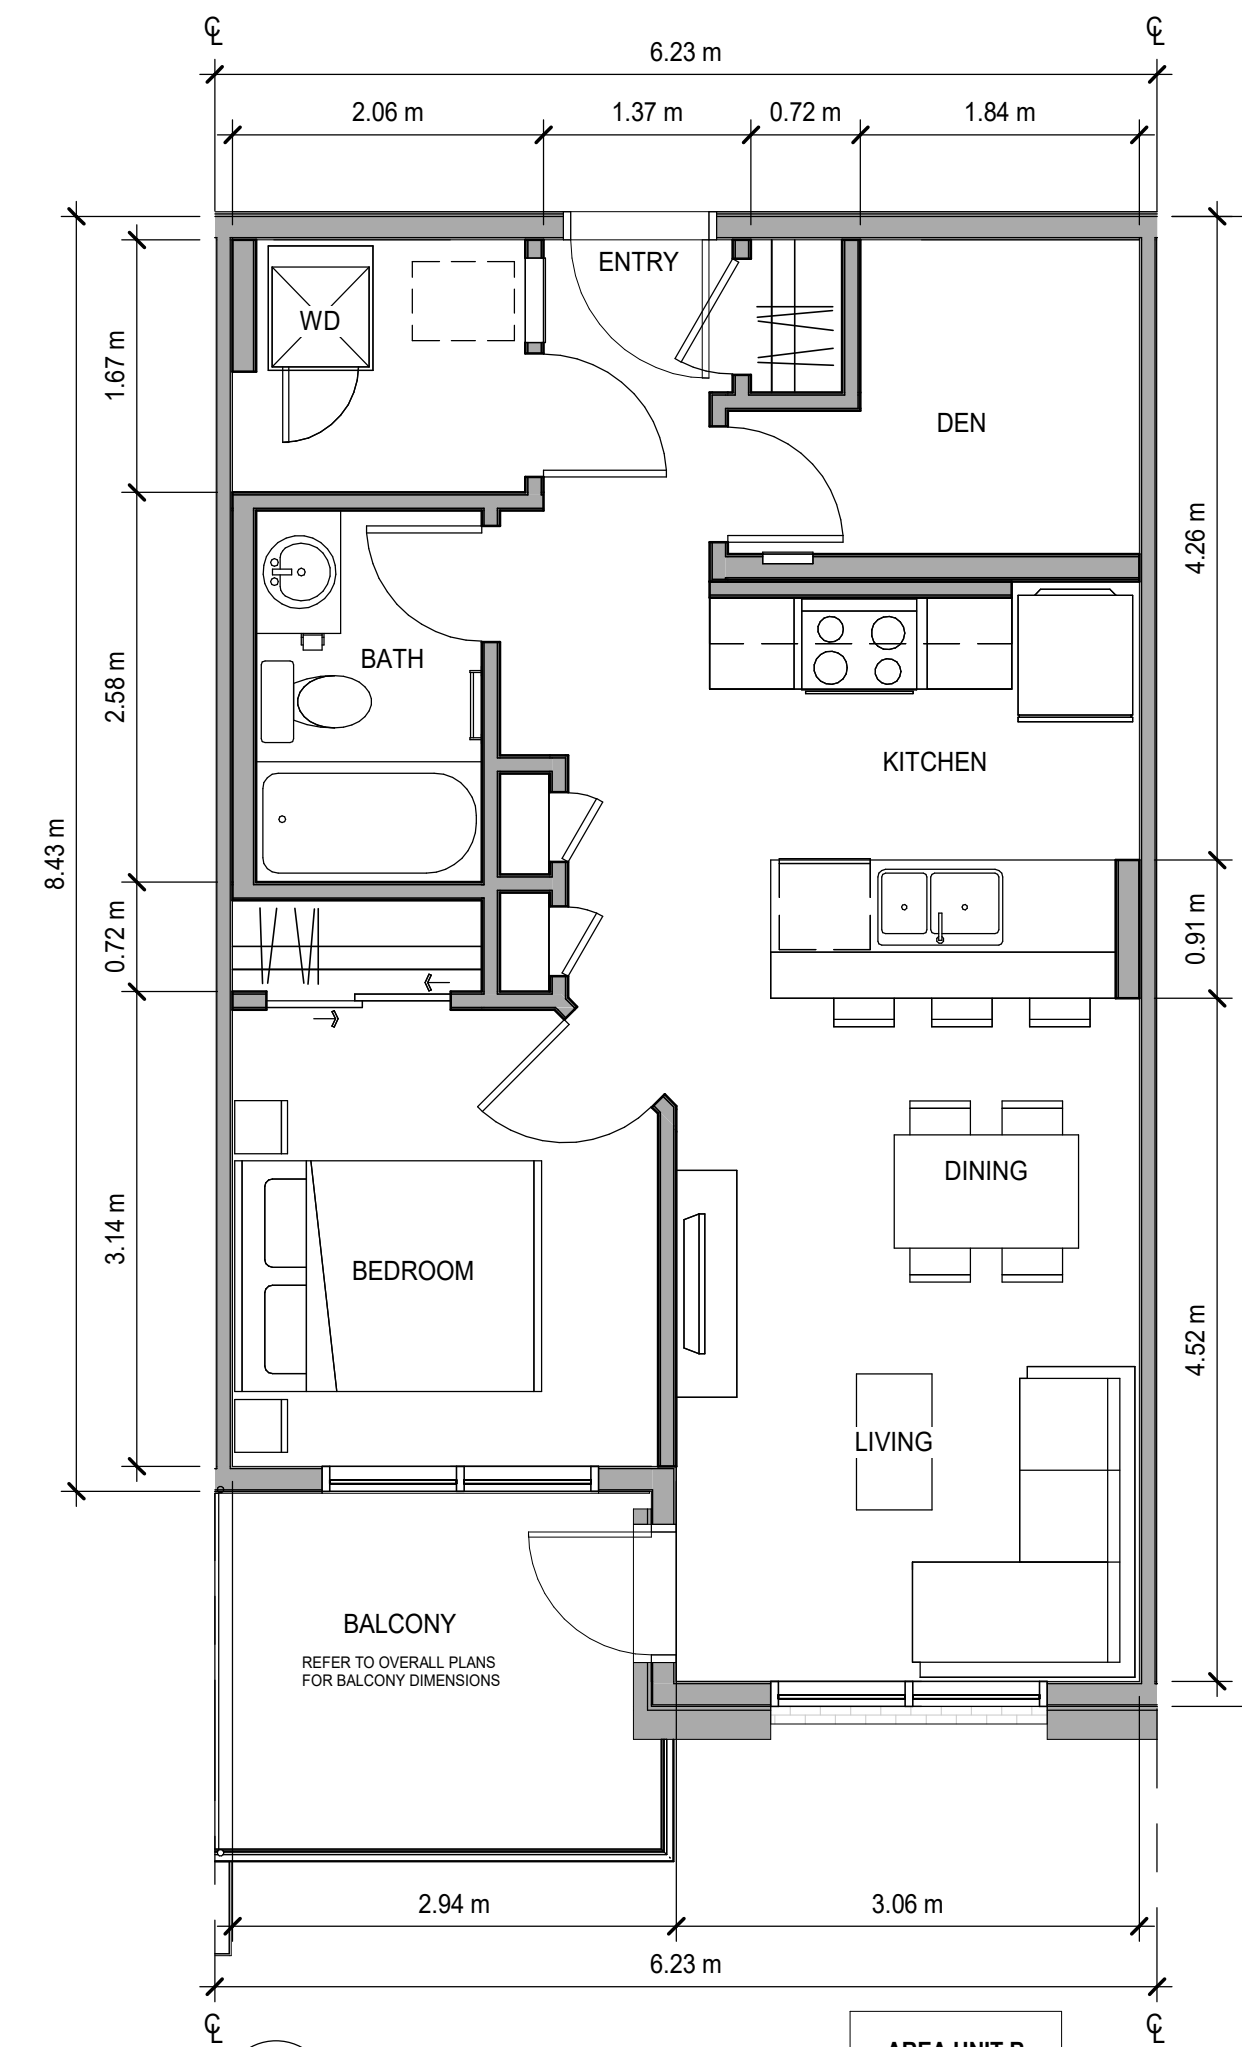 ℄ ℄
6.23 m
2.06 m 1.37 m 0.72 m 1.84 m
ENTRY
WD
1.67 m
DEN
4.26 m
BATH
2.58 m
KITCHEN
8.43 m
0.72 m
0.91 m
DINING
3.14 m
BEDROOM
4.52 m
LIVING
BALCONY
REFER TO OVERALL PLANS
FOR BALCONY DIMENSIONS
2.94 m 3.06 m
6.23 m
℄ ℄
AREA UNIT